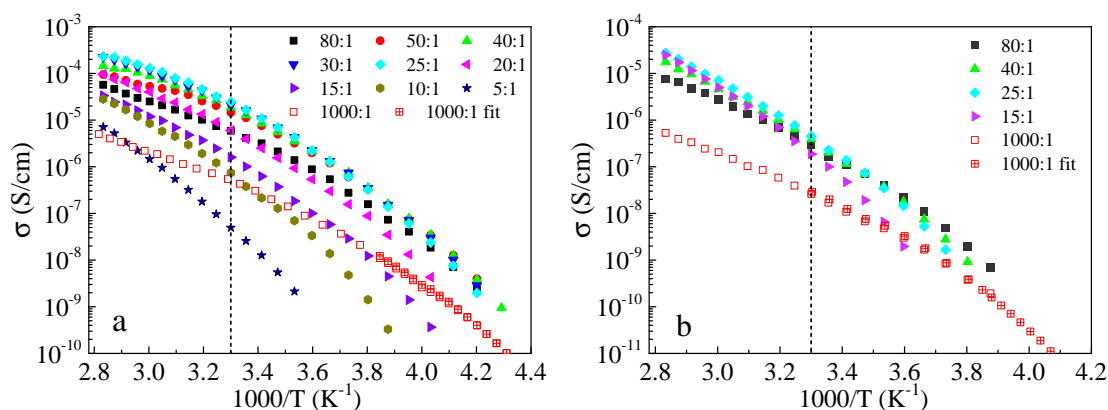 10⁻³
10⁻⁴
10⁻⁵
10⁻⁶
10⁻⁷
10⁻⁸
10⁻⁹
10⁻¹⁰
σ (S/cm)
80:1 50:1 40:1
30:1 25:1 20:1
15:1 10:1 5:1
1000:1 1000:1 fit
a
2.8 3.0 3.2 3.4 3.6 3.8 4.0 4.2 4.4
1000/T (K⁻¹)
10⁻³
10⁻⁴
10⁻⁵
10⁻⁶
10⁻⁷
10⁻⁸
10⁻⁹
10⁻¹⁰
10⁻¹¹
σ (S/cm)
80:1
40:1
25:1
15:1
1000:1
1000:1 fit
b
2.8 3.0 3.2 3.4 3.6 3.8 4.0 4.2
1000/T (K⁻¹)